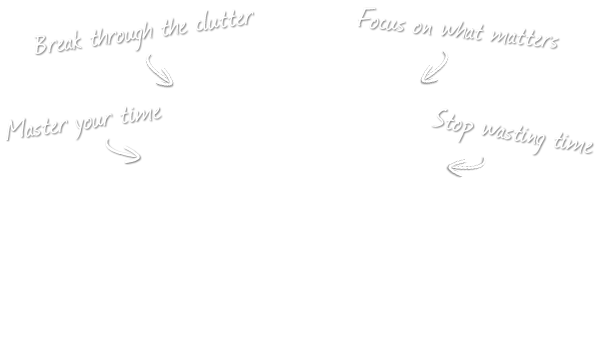 Break through the clutter
Focus on what matters
Master your time
Stop wasting time